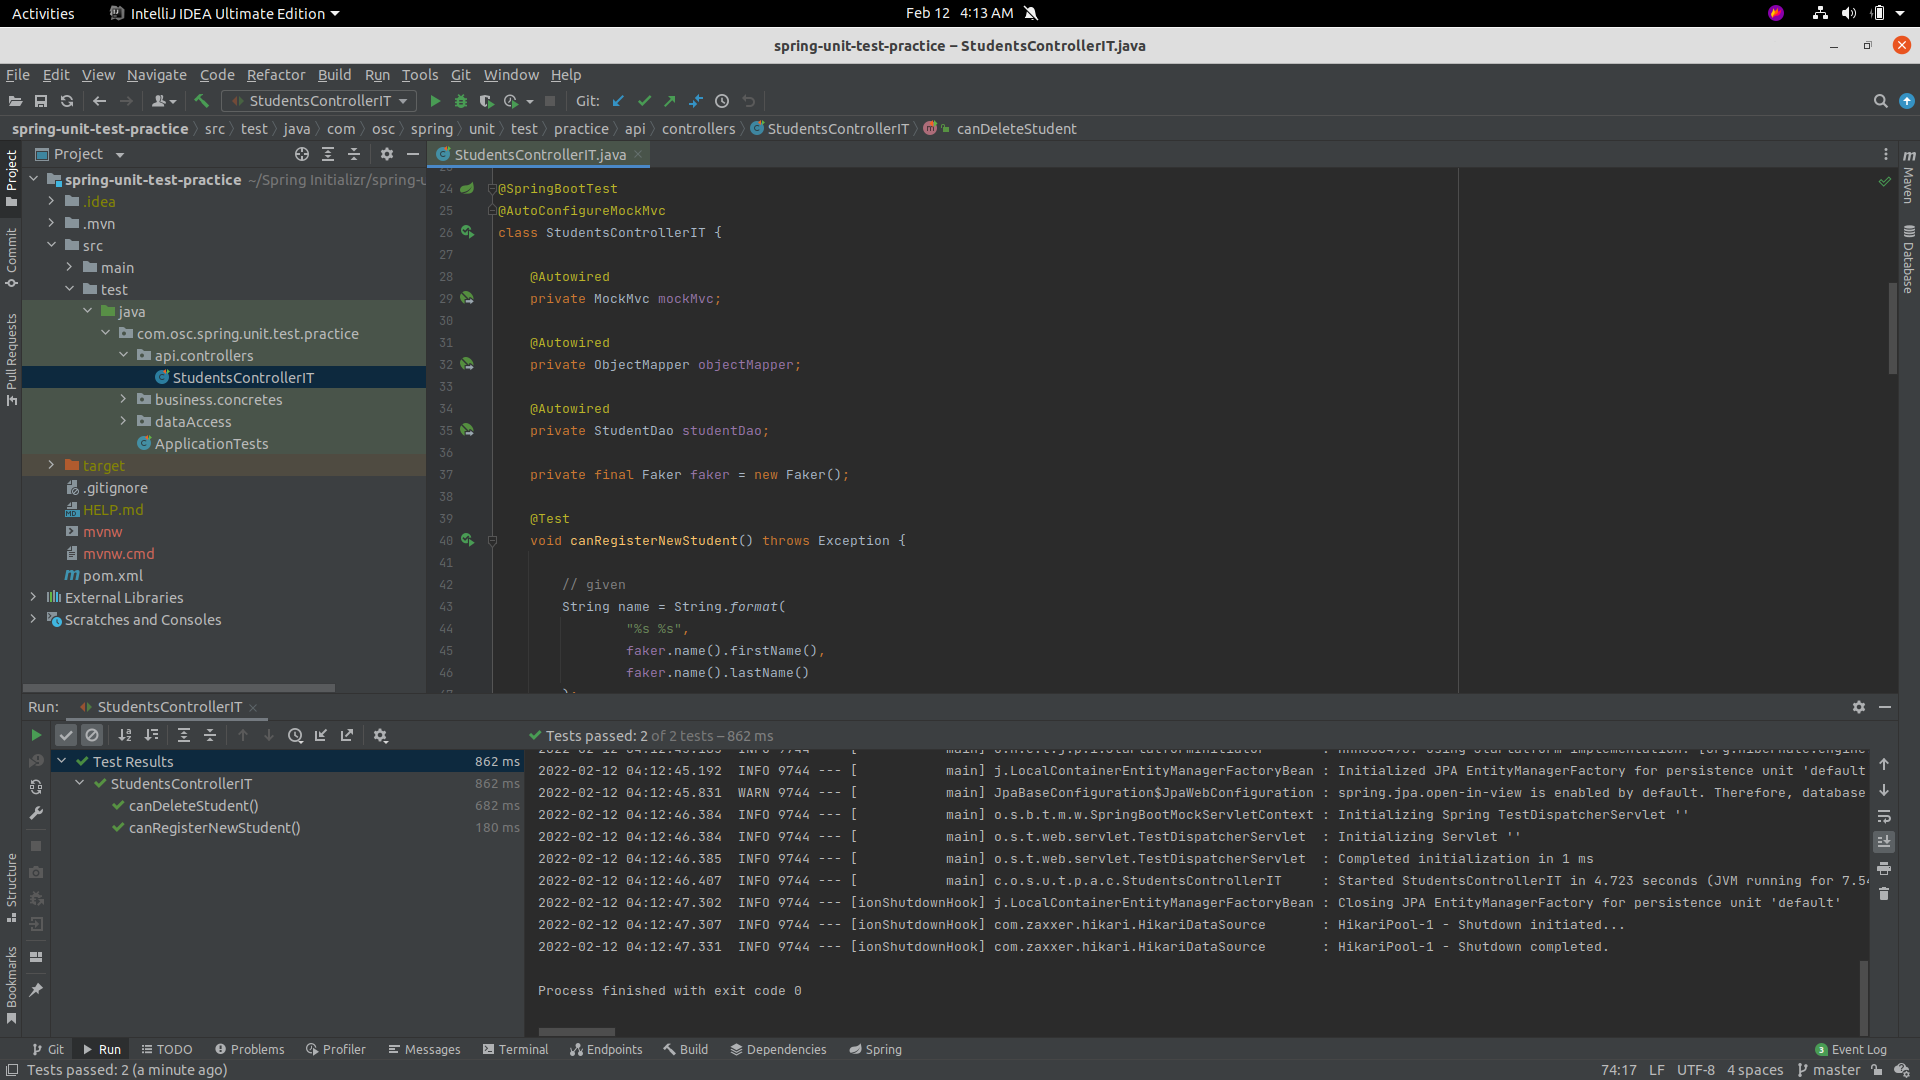 Activities IntelliJ IDEA Ultimate Edition Feb 12 4:13 AM
spring-unit-test-practice – StudentsControllerIT.java
File Edit View Navigate Code Refactor Build Run Tools Git Window Help
StudentsControllerIT Git:
spring-unit-test-practice src test java com osc spring unit test practice api controllers StudentsControllerIT canDeleteStudent
Project
StudentsControllerIT.java
spring-unit-test-practice ~/Spring Initializr/spring-u
.idea
.mvn
src
main
test
java
com.osc.spring.unit.test.practice
api.controllers
StudentsControllerIT
business.concretes
dataAccess
ApplicationTests
target
.gitignore
HELP.md
mvnw
mvnw.cmd
pom.xml
External Libraries
Scratches and Consoles
Project
Commit
Pull Requests
Structure
Bookmarks
Maven
Database
24 @SpringBootTest
25 @AutoConfigureMockMvc
26 class StudentsControllerIT {
27
28 @Autowired
29 private MockMvc mockMvc;
30
31 @Autowired
32 private ObjectMapper objectMapper;
33
34 @Autowired
35 private StudentDao studentDao;
36
37 private final Faker faker = new Faker();
38
39 @Test
40 void canRegisterNewStudent() throws Exception {
41
42 // given
43 String name = String.format(
44 "%s %s",
45 faker.name().firstName(),
46 faker.name().lastName()
Run: StudentsControllerIT
Tests passed: 2 of 2 tests – 862 ms
Test Results 862 ms
StudentsControllerIT 862 ms
canDeleteStudent() 682 ms
canRegisterNewStudent() 180 ms
2022-02-12 04:12:45.192 INFO 9744 --- [ main] j.LocalContainerEntityManagerFactoryBean : Initialized JPA EntityManagerFactory for persistence unit 'default
2022-02-12 04:12:45.831 WARN 9744 --- [ main] JpaBaseConfiguration$JpaWebConfiguration : spring.jpa.open-in-view is enabled by default. Therefore, database
2022-02-12 04:12:46.384 INFO 9744 --- [ main] o.s.b.t.m.w.SpringBootMockServletContext : Initializing Spring TestDispatcherServlet ''
2022-02-12 04:12:46.384 INFO 9744 --- [ main] o.s.t.web.servlet.TestDispatcherServlet : Initializing Servlet ''
2022-02-12 04:12:46.385 INFO 9744 --- [ main] o.s.t.web.servlet.TestDispatcherServlet : Completed initialization in 1 ms
2022-02-12 04:12:46.407 INFO 9744 --- [ main] c.o.s.u.t.p.a.c.StudentsControllerIT : Started StudentsControllerIT in 4.723 seconds (JVM running for 7.54
2022-02-12 04:12:47.302 INFO 9744 --- [ionShutdownHook] j.LocalContainerEntityManagerFactoryBean : Closing JPA EntityManagerFactory for persistence unit 'default'
2022-02-12 04:12:47.307 INFO 9744 --- [ionShutdownHook] com.zaxxer.hikari.HikariDataSource : HikariPool-1 - Shutdown initiated...
2022-02-12 04:12:47.331 INFO 9744 --- [ionShutdownHook] com.zaxxer.hikari.HikariDataSource : HikariPool-1 - Shutdown completed.
Process finished with exit code 0
Git Run TODO Problems Profiler Messages Terminal Endpoints Build Dependencies Spring 3 Event Log
Tests passed: 2 (a minute ago) 74:17 LF UTF-8 4 spaces master